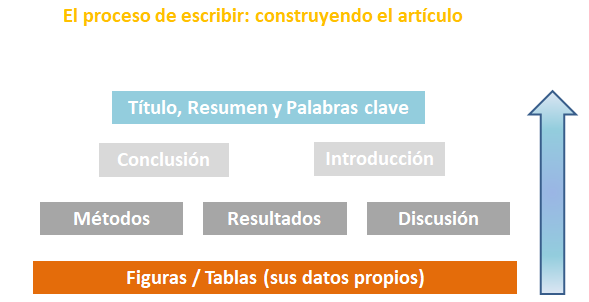 El proceso de escribir: construyendo el artículo
Título, Resumen y Palabras clave
Conclusión
Introducción
Métodos
Resultados
Discusión
Figuras / Tablas (sus datos propios)